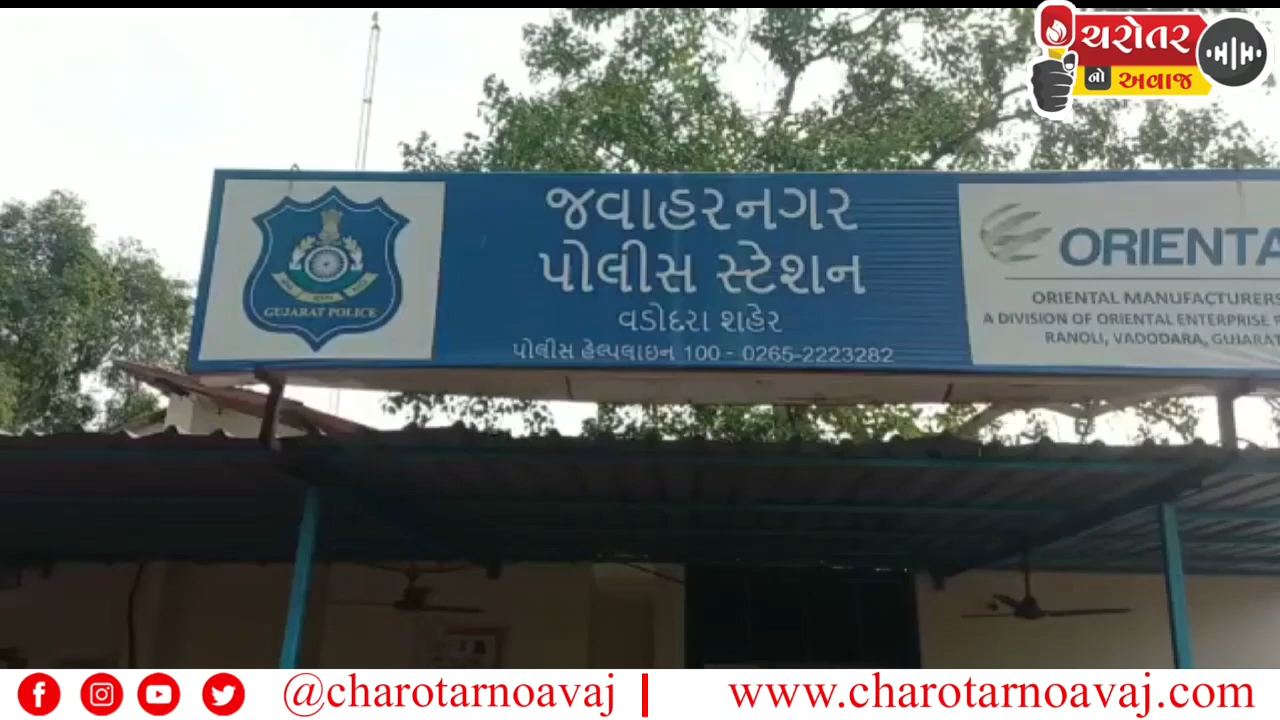 ચરોતર
નો અવાજ
જવાહરનગર
પોલીસ સ્ટેશન
વડોદરા શહેર
પોલીસ હેલ્પલાઇન 100 - 0265-2223282
GUJARAT POLICE
ORIENTA
ORIENTAL MANUFACTURERS
A DIVISION OF ORIENTAL ENTERPRISE
RANOLI, VADODARA, GUJARAT
@charotarnoavaj | www.charotarnoavaj.com